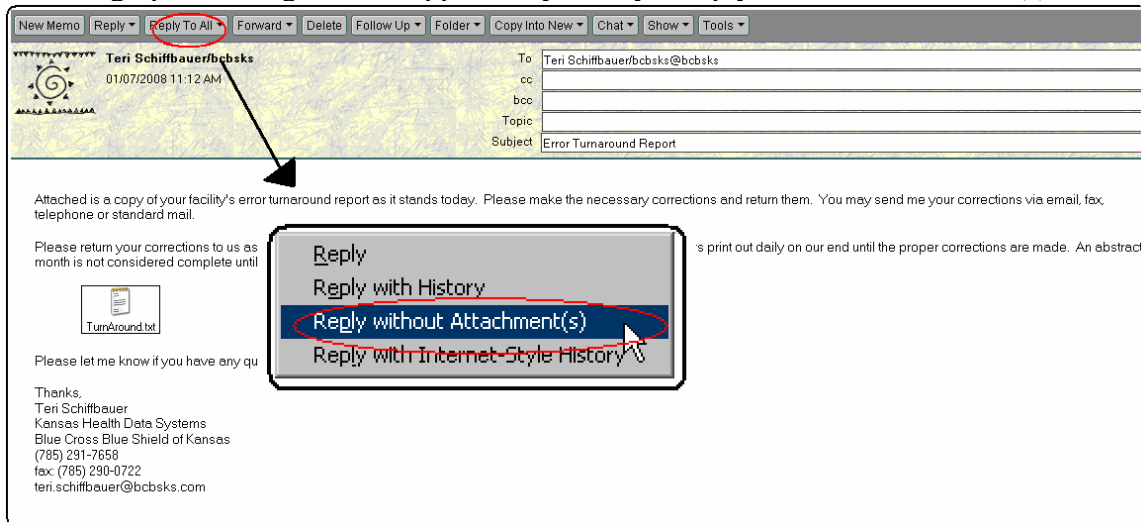 New Memo Reply Reply To All Forward Delete Follow Up Folder Copy Into New Chat Show Tools
Teri Schiffbauer/bcbsks
01/07/2008 11:12 AM
To Teri Schiffbauer/bcbsks@bcbsks
cc
bcc
Topic
Subject Error Turnaround Report
Attached is a copy of your facility's error turnaround report as it stands today. Please make the necessary corrections and return them. You may send me your corrections via email, fax,
telephone or standard mail.
Please return your corrections to us as 's print out daily on our end until the proper corrections are made. An abstract
month is not considered complete until
Reply
Reply with History
Reply without Attachment(s)
Reply with Internet-Style History
TurnAround.txt
Please let me know if you have any qu
Thanks,
Teri Schiffbauer
Kansas Health Data Systems
Blue Cross Blue Shield of Kansas
(785) 291-7658
fax: (785) 290-0722
teri.schiffbauer@bcbsks.com